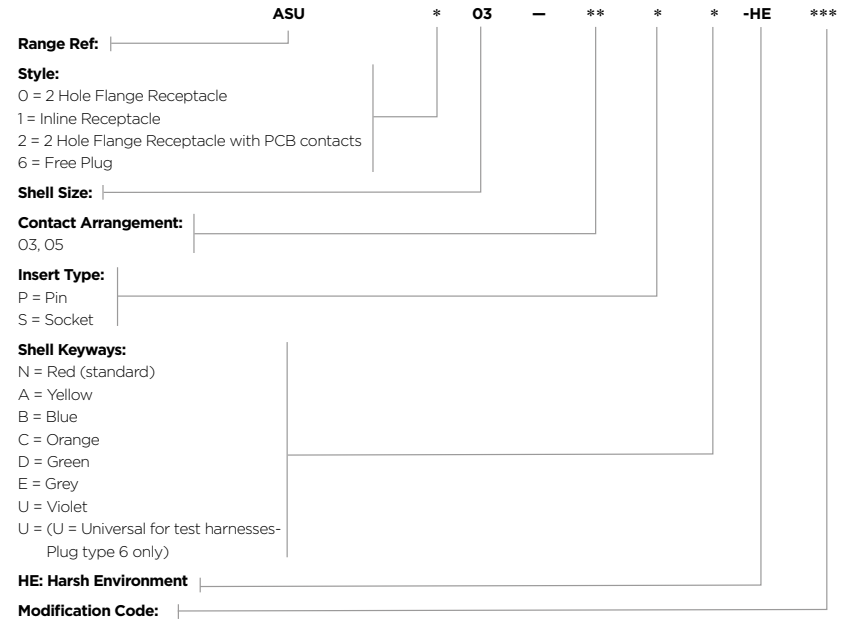 ASU * 03 – ** * * -HE ***
Range Ref:
Style:
0 = 2 Hole Flange Receptacle
1 = Inline Receptacle
2 = 2 Hole Flange Receptacle with PCB contacts
6 = Free Plug
Shell Size:
Contact Arrangement:
03, 05
Insert Type:
P = Pin
S = Socket
Shell Keyways:
N = Red (standard)
A = Yellow
B = Blue
C = Orange
D = Green
E = Grey
U = Violet
U = (U = Universal for test harnesses-
Plug type 6 only)
HE: Harsh Environment
Modification Code: